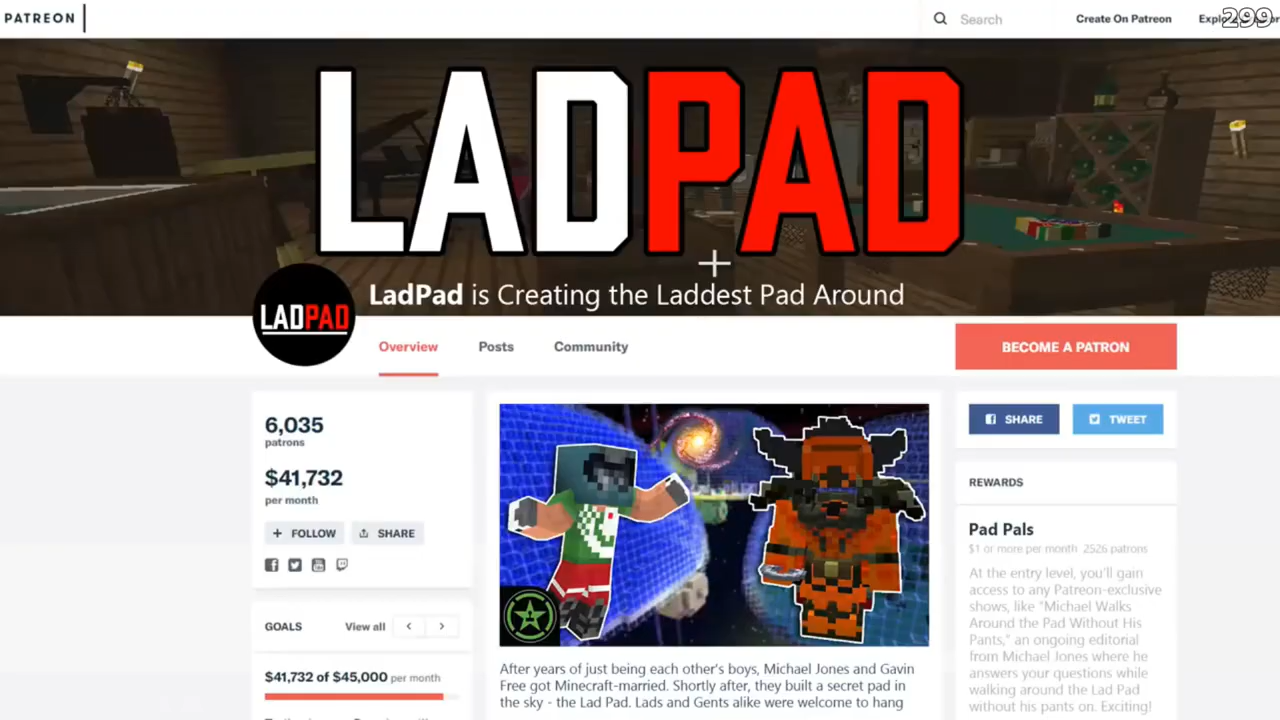 PATREON
Search
Create On Patreon
299
LADPAD
LadPad is Creating the Laddest Pad Around
LADPAD
Overview
Posts
Community
BECOME A PATRON
6,035
patrons
$41,732
per month
+ FOLLOW
SHARE
GOALS
View all
$41,732 of $45,000 per month
After years of just being each other's boys, Michael Jones and Gavin
Free got Minecraft-married. Shortly after, they built a secret pad in
the sky - the Lad Pad. Lads and Gents alike were welcome to hang
SHARE
TWEET
REWARDS
Pad Pals
$1 or more per month 2526 patrons
At the entry level, you'll gain
access to any Patreon-exclusive
shows, like "Michael Walks
Around the Pad Without His
Pants," an ongoing editorial
from Michael Jones where he
answers your questions while
walking around the Lad Pad
without his pants on. Exciting!